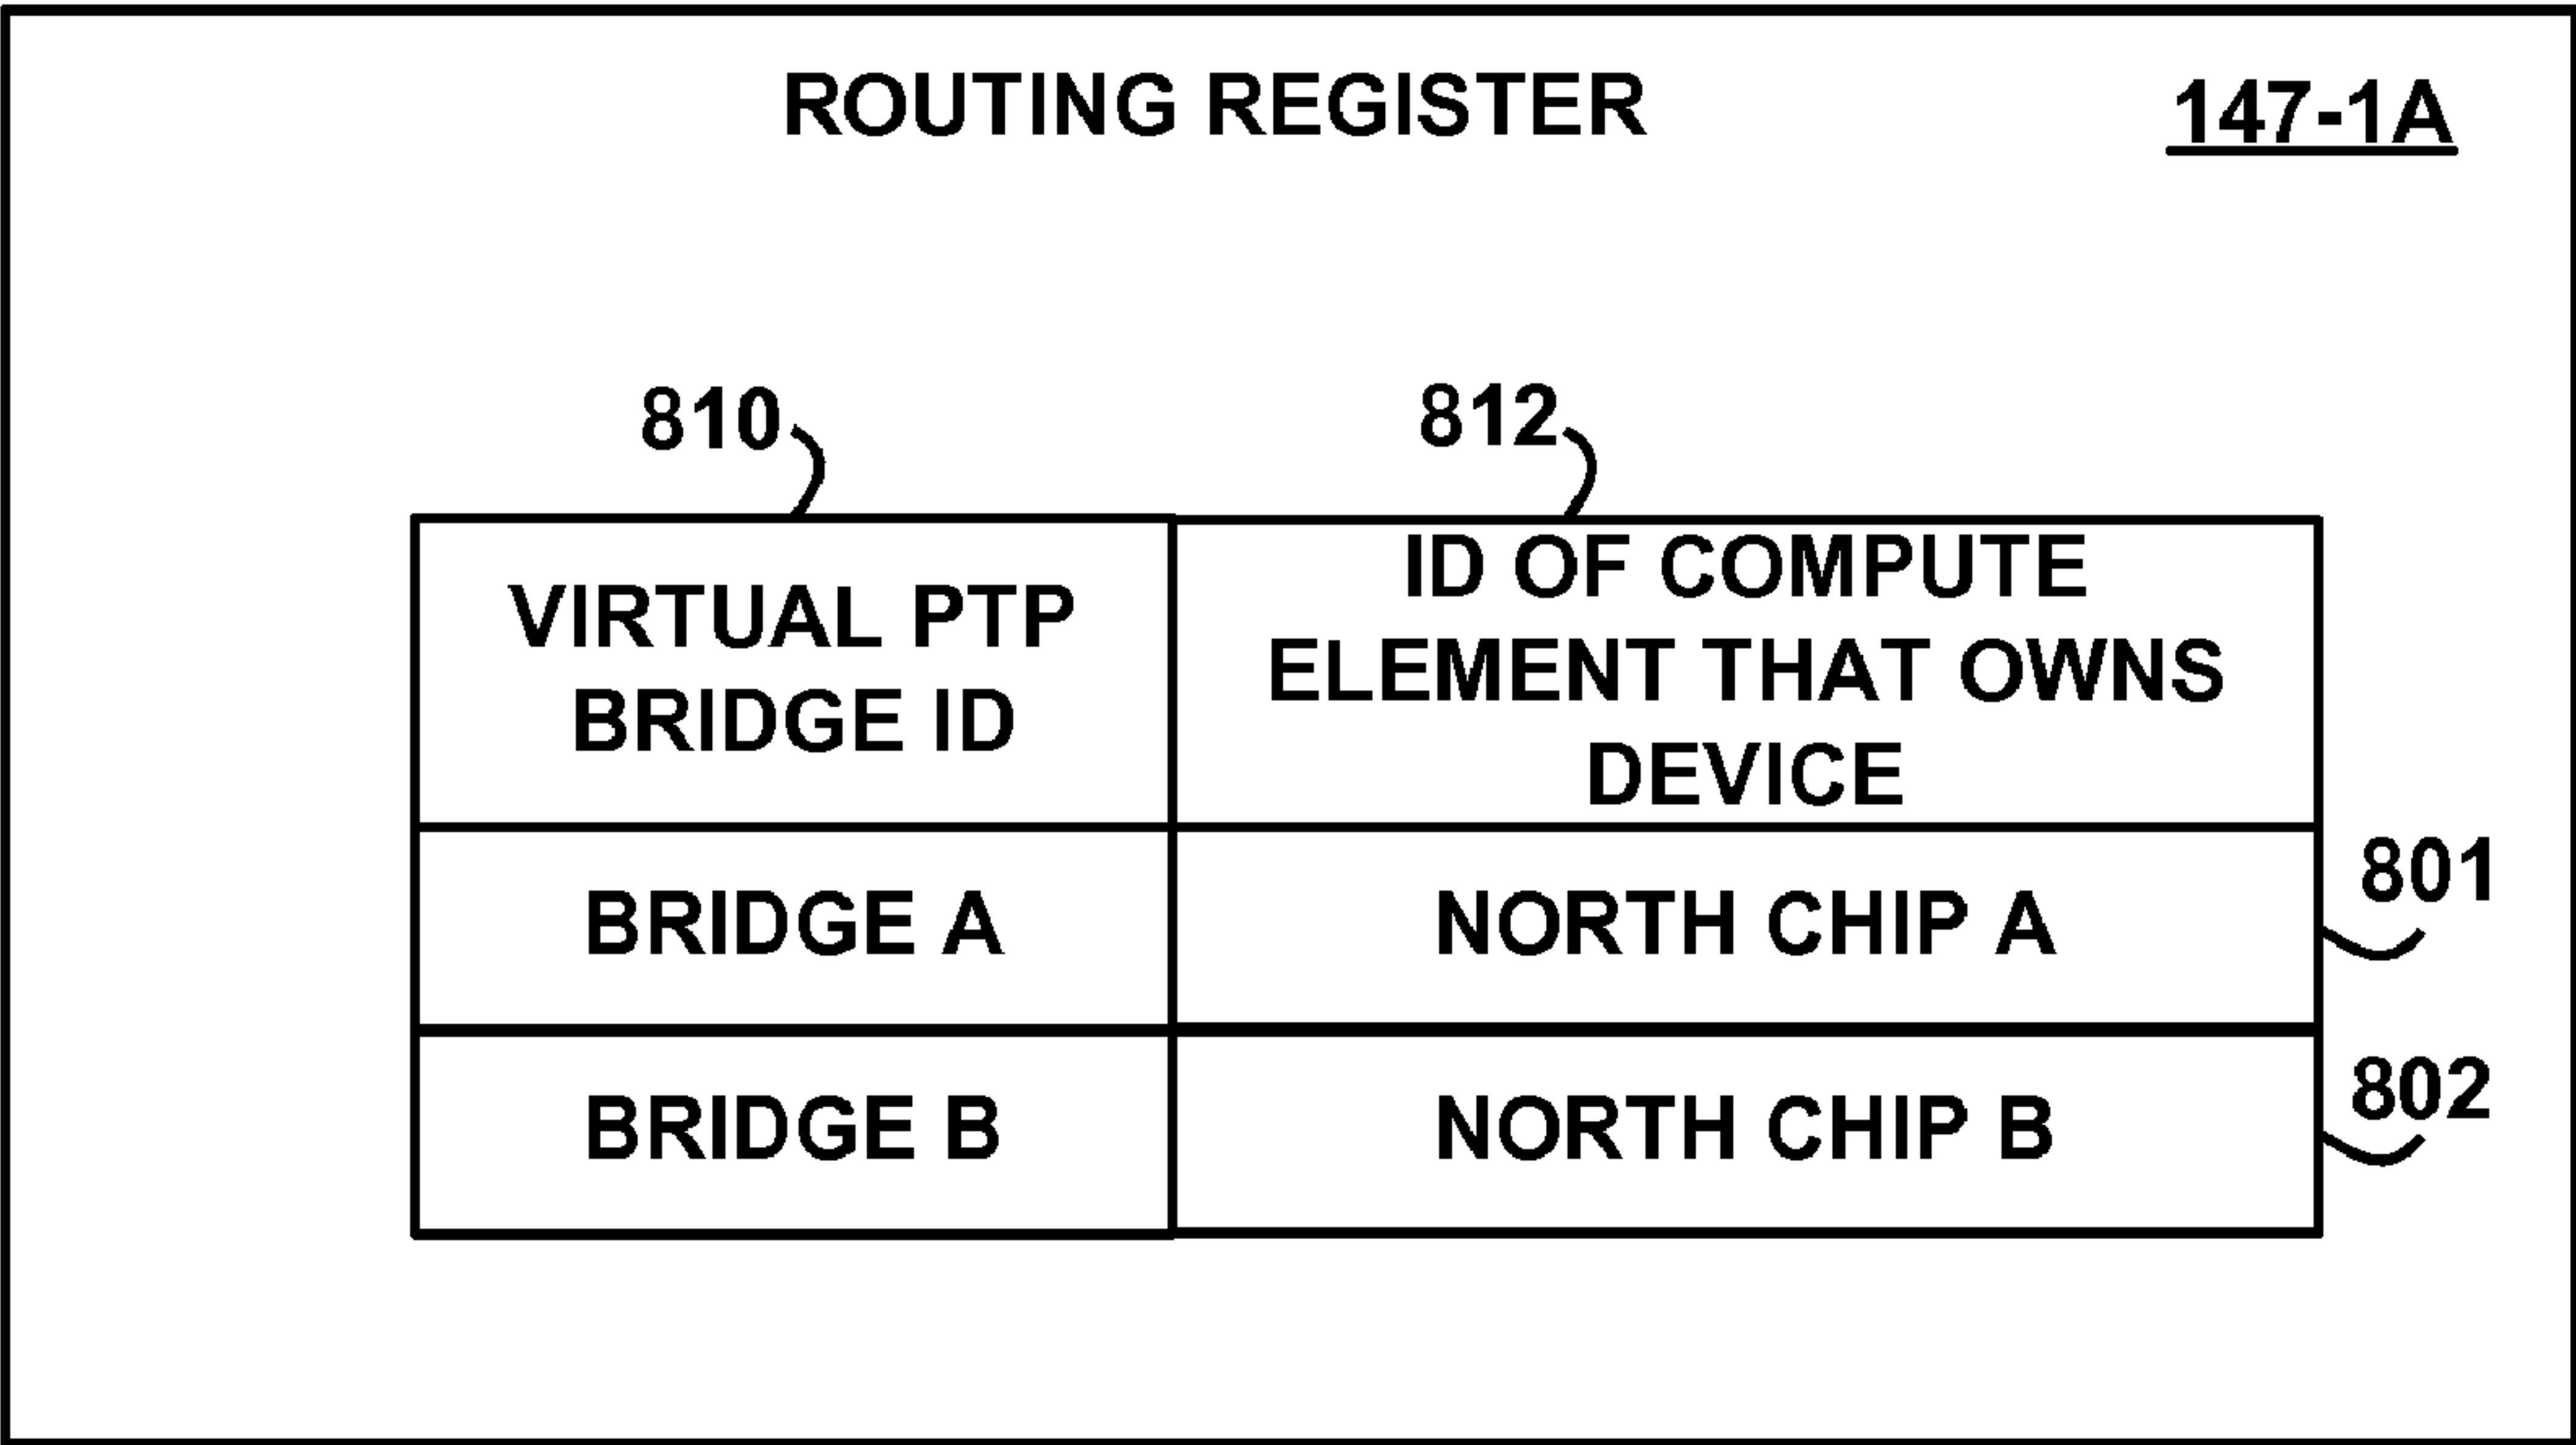 ROUTING REGISTER
147-1A
810
812
VIRTUAL PTP
BRIDGE ID
ID OF COMPUTE
ELEMENT THAT OWNS
DEVICE
BRIDGE A
NORTH CHIP A
801
BRIDGE B
NORTH CHIP B
802